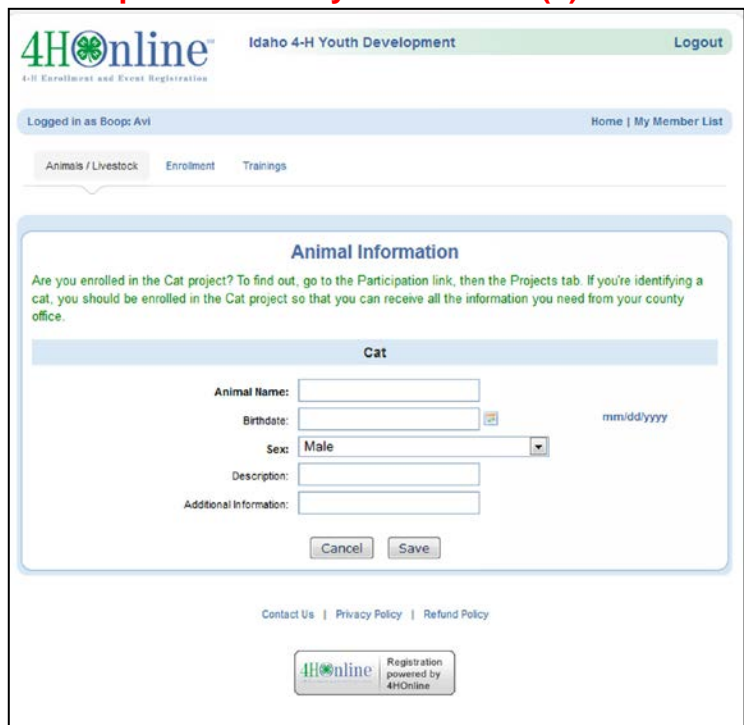 4HOnline
4-H Enrollment and Event Registration
Idaho 4-H Youth Development
Logout
Logged in as Boop: Avi
Home | My Member List
Animals / Livestock
Enrollment
Trainings
Animal Information
Are you enrolled in the Cat project? To find out, go to the Participation link, then the Projects tab. If you're identifying a
cat, you should be enrolled in the Cat project so that you can receive all the information you need from your county
office.
Cat
Animal Name:
Birthdate:
mm/dd/yyyy
Sex: Male
Description:
Additional Information:
Cancel
Save
Contact Us | Privacy Policy | Refund Policy
4HOnline
Registration
powered by
4HOnline